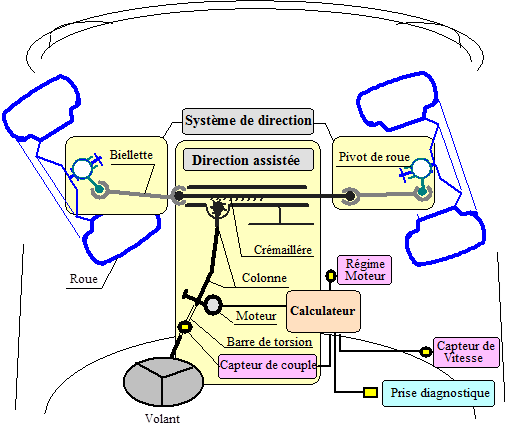 Système de direction
Biellette
Direction assistée
Pivot de roue
Crémaillére
Roue
Colonne
Régime
Moteur
Moteur
Calculateur
Barre de torsion
Capteur de
Vitesse
Capteur de couple
Prise diagnostique
Volant